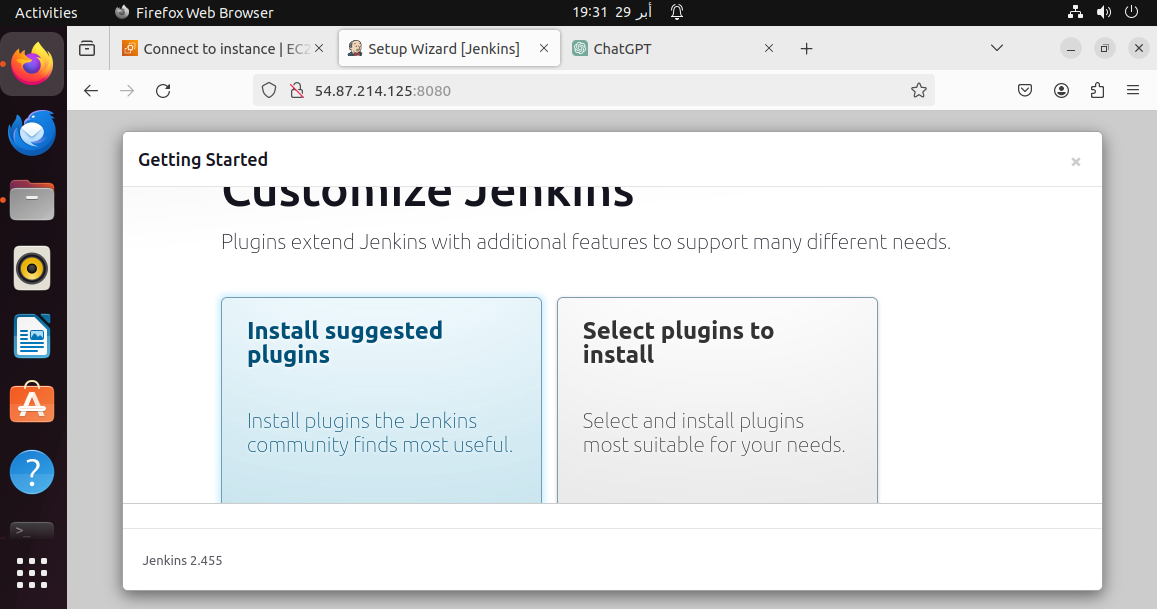 Activities
Firefox Web Browser
19:31 29 أبر
Connect to instance | EC2
Setup Wizard [Jenkins]
ChatGPT
54.87.214.125:8080
Getting Started
Customize Jenkins
Plugins extend Jenkins with additional features to support many different needs.
Install suggested
plugins
Install plugins the Jenkins
community finds most useful.
Select plugins to
install
Select and install plugins
most suitable for your needs.
Jenkins 2.455